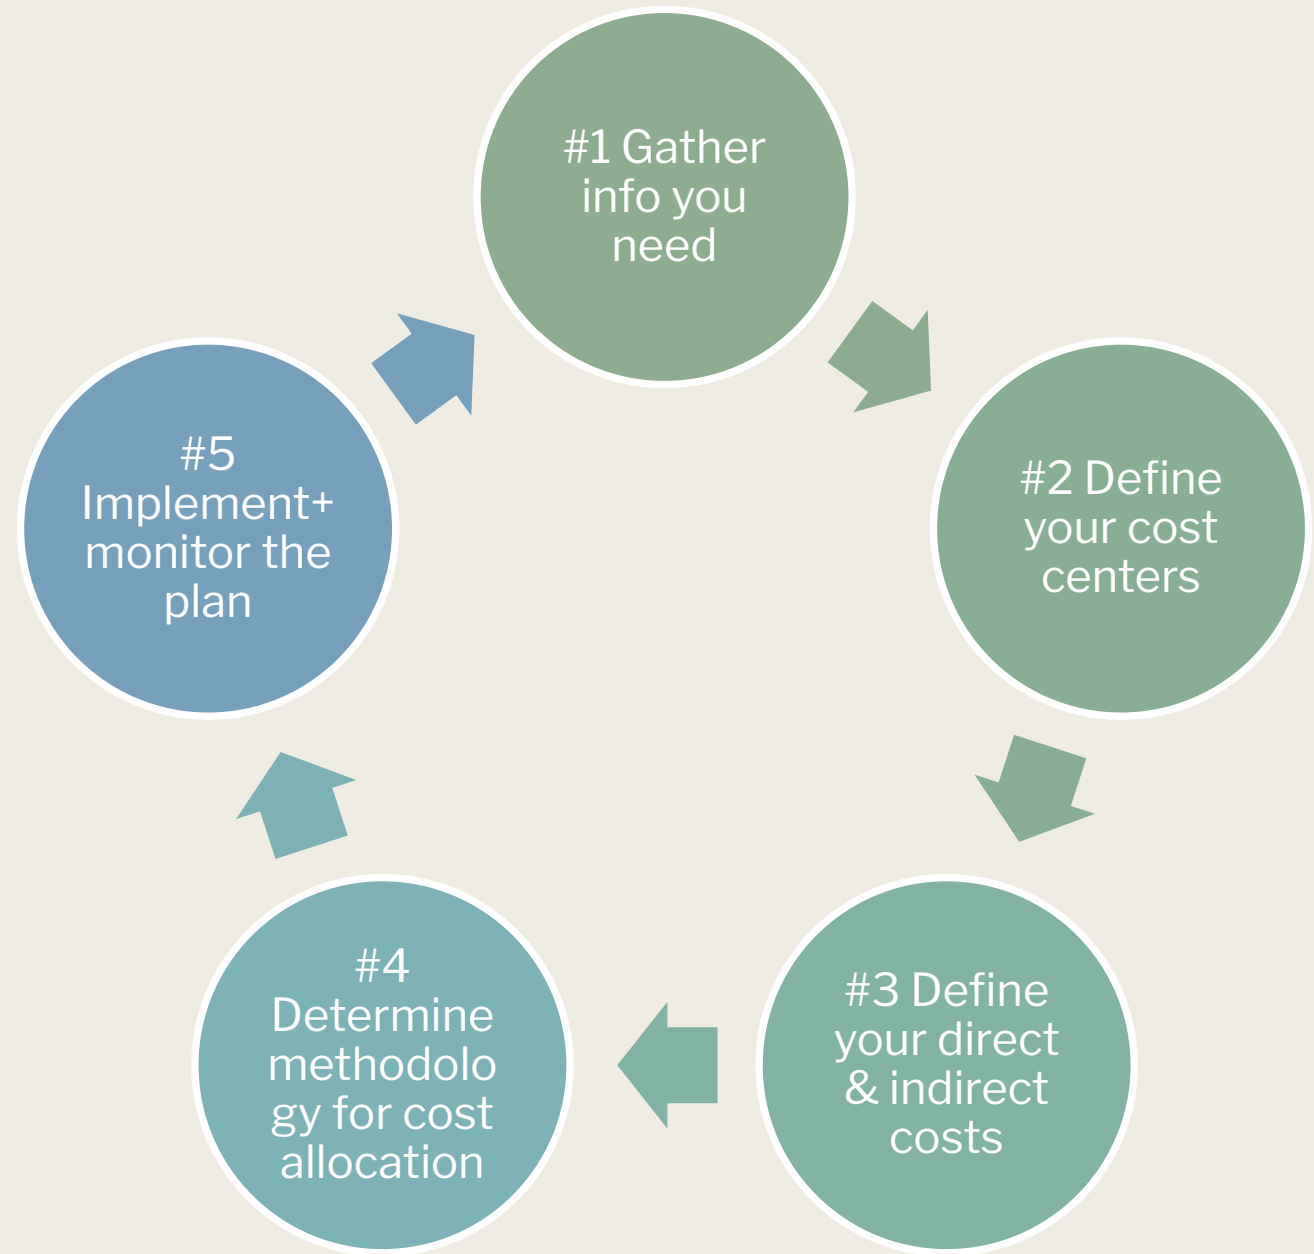 #1 Gather
info you
need
#2 Define
your cost
centers
#3 Define
your direct
& indirect
costs
#4
Determine
methodolo
gy for cost
allocation
#5
Implement+
monitor the
plan